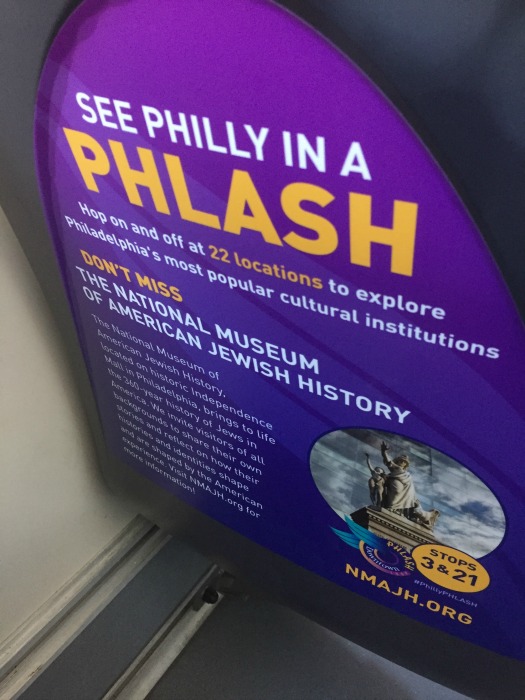 SEE PHILLY IN A
PHLASH
Hop on and off at 22 locations to explore
Philadelphia's most popular cultural institutions
DON'T MISS
THE NATIONAL MUSEUM
OF AMERICAN JEWISH HISTORY
The National Museum of
American Jewish History,
located on historic Independence
Mall in Philadelphia, brings to life
the 360-year history of Jews in
America. We invite visitors of all
backgrounds to share their own
stories and reflect on how their
histories and identities shape
and are shaped by the American
experience. Visit NMAJH.org for
more information!
PHLASH
DOWNTOWN
STOPS
3 & 21
#PhillyPHLASH
NMAJH.ORG